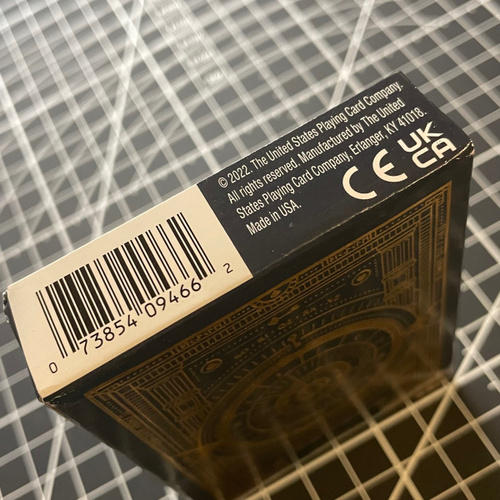 © 2022. The United States Playing Card Company.
All rights reserved. Manufactured by The United
States Playing Card Company, Erlanger, KY 41018.
Made in USA.
CE UK
CA
0 73854 09466 2